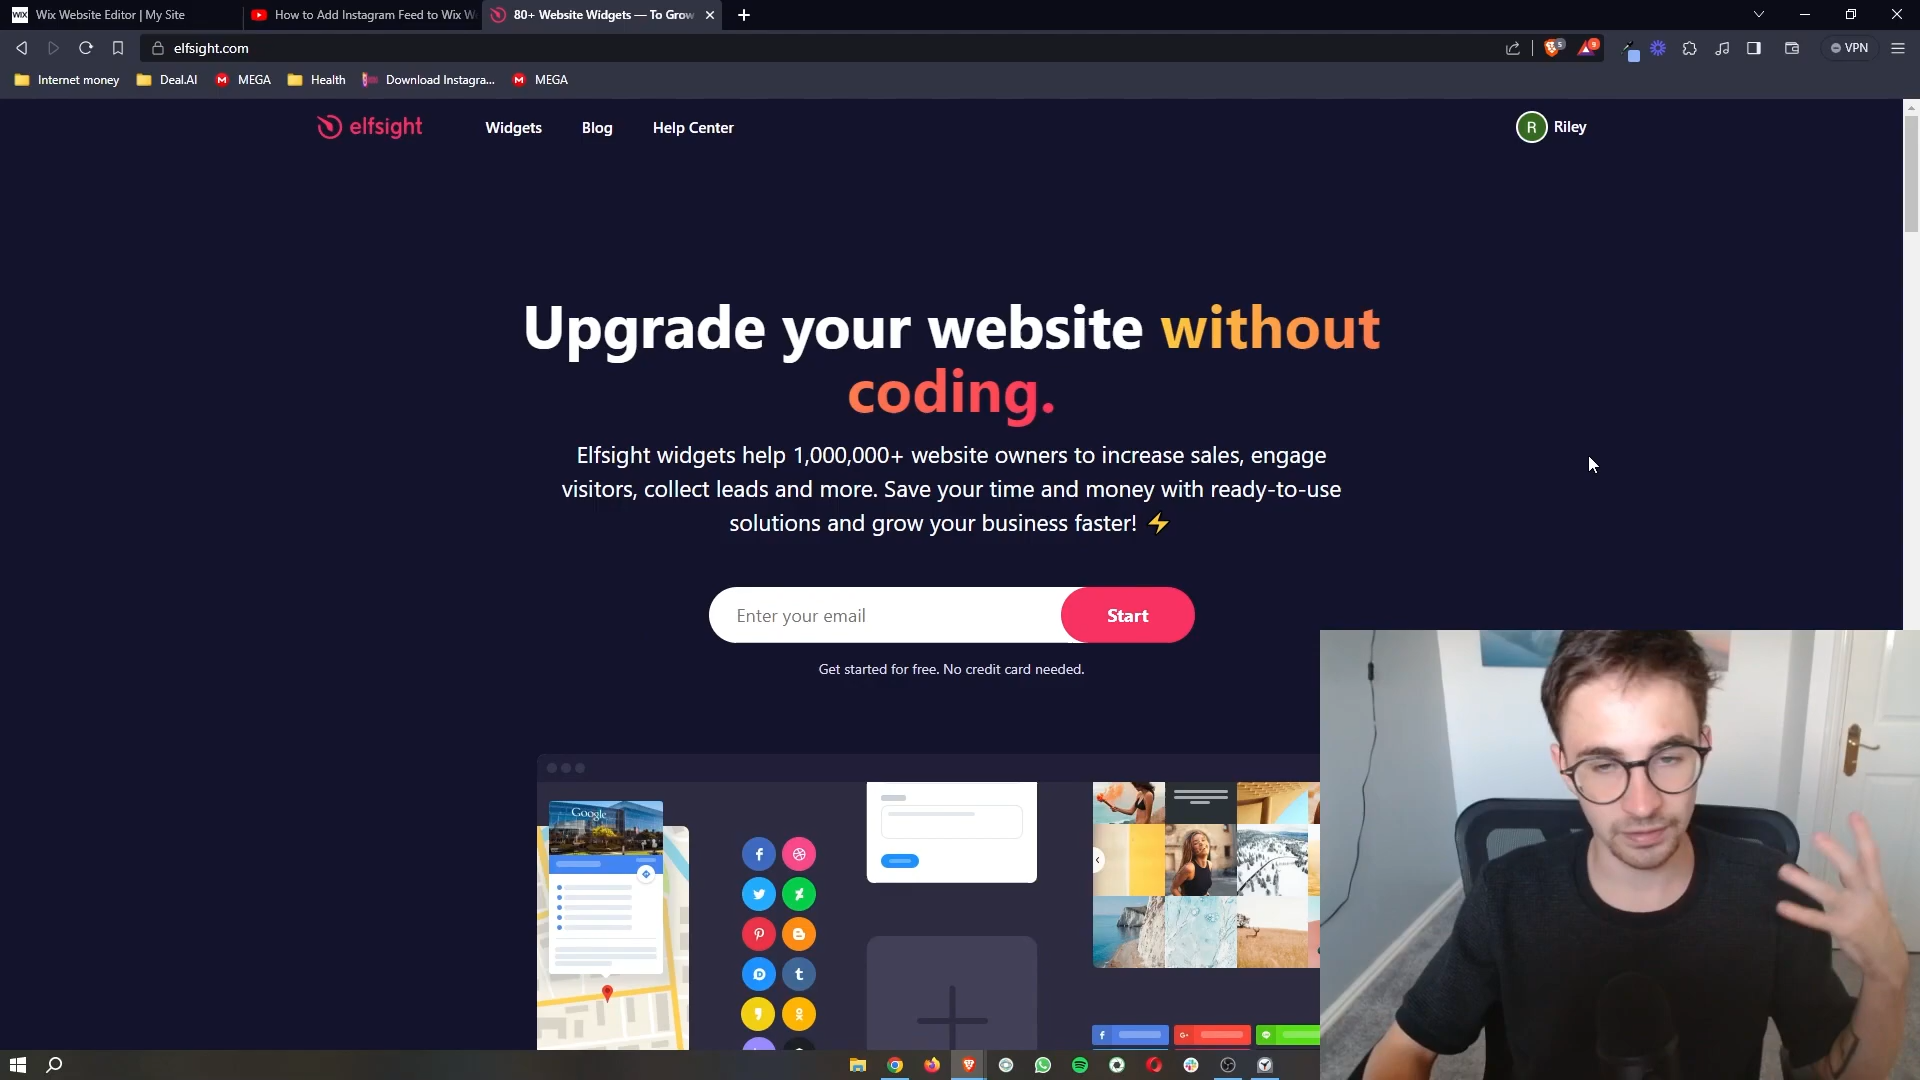 WIX
Wix Website Editor | My Site
How to Add Instagram Feed to Wix W
80+ Website Widgets — To Grow
elfsight.com
5
9
VPN
Internet money
Deal.AI
M
MEGA
Health
Download Instagra...
M
MEGA
elfsight
Widgets
Blog
Help Center
R
Riley
Upgrade your website without
coding.
Elfsight widgets help 1,000,000+ website owners to increase sales, engage
visitors, collect leads and more. Save your time and money with ready-to-use
solutions and grow your business faster! ⚡
Enter your email
Start
Get started for free. No credit card needed.
Google